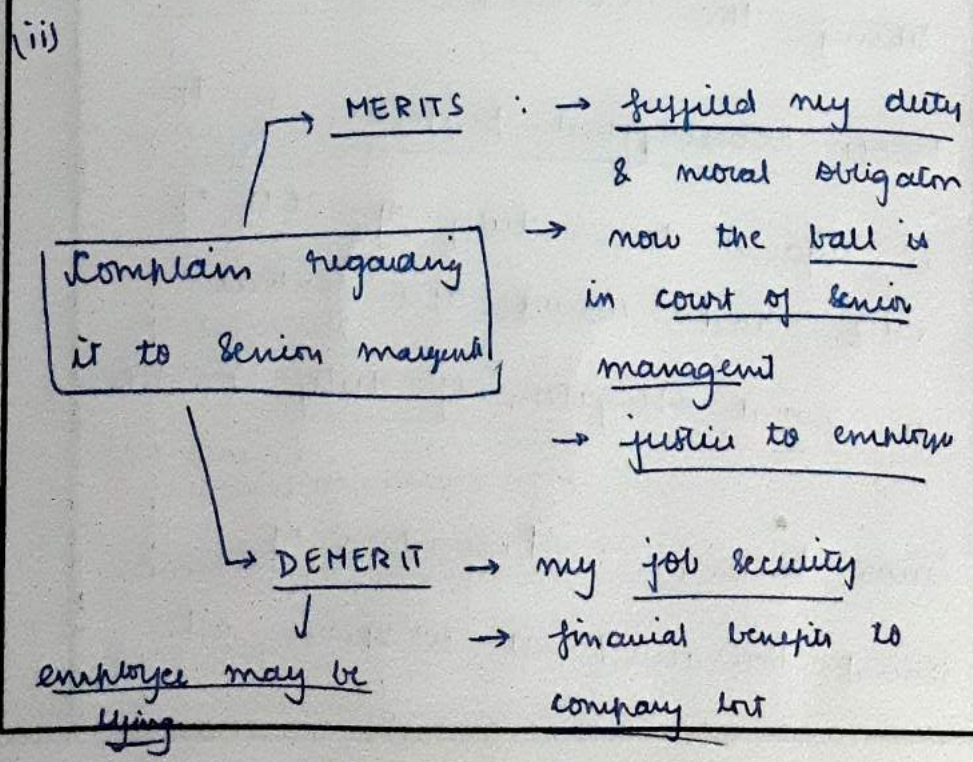 (ii)
MERITS : → fulfilled my duty
& moral obligation
→ now the ball is
in court of senior
management
→ justice to employee
Complain regarding
it to senior
DEMERIT → my job security
→ financial benefits to
company lost
employee may be
lying